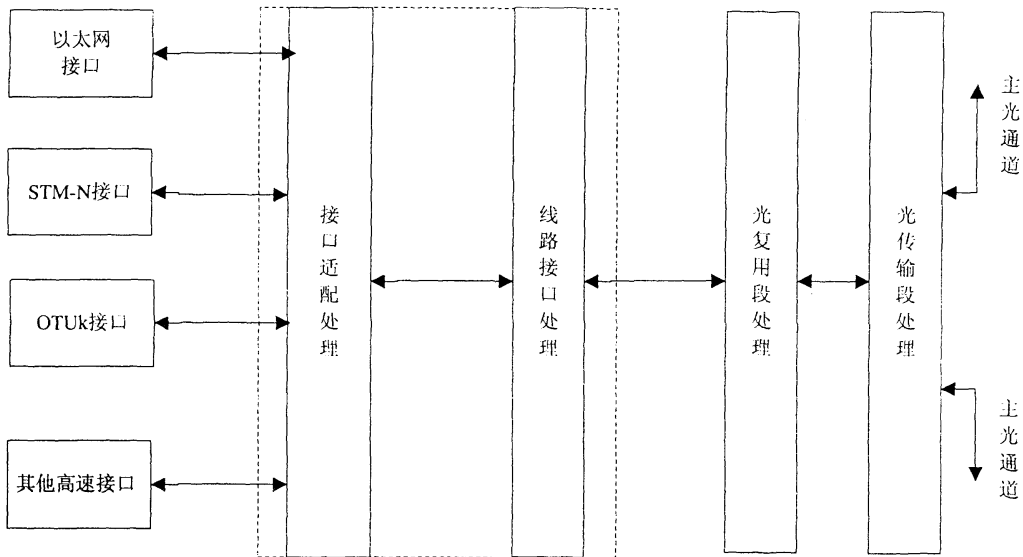 以太网
接口
STM-N接口
OTUk接口
其他高速接口
接口适配处理
线路接口处理
光复用段处理
光传输段处理
主光通道
主光通道